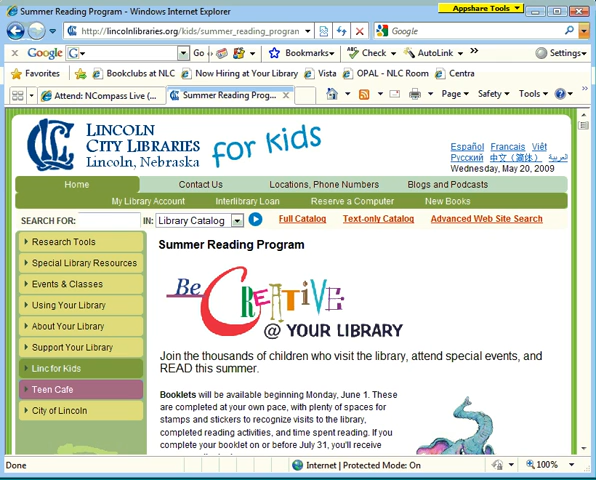 Summer Reading Program - Windows Internet Explorer
Appshare Tools
http://lincolnlibraries.org/kids/summer_reading_program
Google
Google
Go
Bookmarks
Check
AutoLink
Settings
Favorites
Bookclubs at NLC
Now Hiring at Your Library
Vista
OPAL - NLC Room
Centra
Attend: NCompass Live (...
Summer Reading Prog...
Page
Safety
Tools
LINCOLN
CITY LIBRARIES
Lincoln, Nebraska
for kids
Español Français Việt
Русский 中文（简体） العربية
Wednesday, May 20, 2009
Home
Contact Us
Locations, Phone Numbers
Blogs and Podcasts
My Library Account
Interlibrary Loan
Reserve a Computer
New Books
SEARCH FOR:
IN:
Library Catalog
Full Catalog
Text-only Catalog
Advanced Web Site Search
Research Tools
Special Library Resources
Events & Classes
Using Your Library
About Your Library
Support Your Library
Linc for Kids
Teen Cafe
City of Lincoln
Summer Reading Program
Be CREATIVE
@ YOUR LIBRARY
Join the thousands of children who visit the library, attend special events, and
READ this summer.
Booklets will be available beginning Monday, June 1. These
are completed at your own pace, with plenty of spaces for
stamps and stickers to recognize visits to the library,
completed reading activities, and time spent reading. If you
complete your booklet on or before July 31, you'll receive
Done
Internet | Protected Mode: On
100%